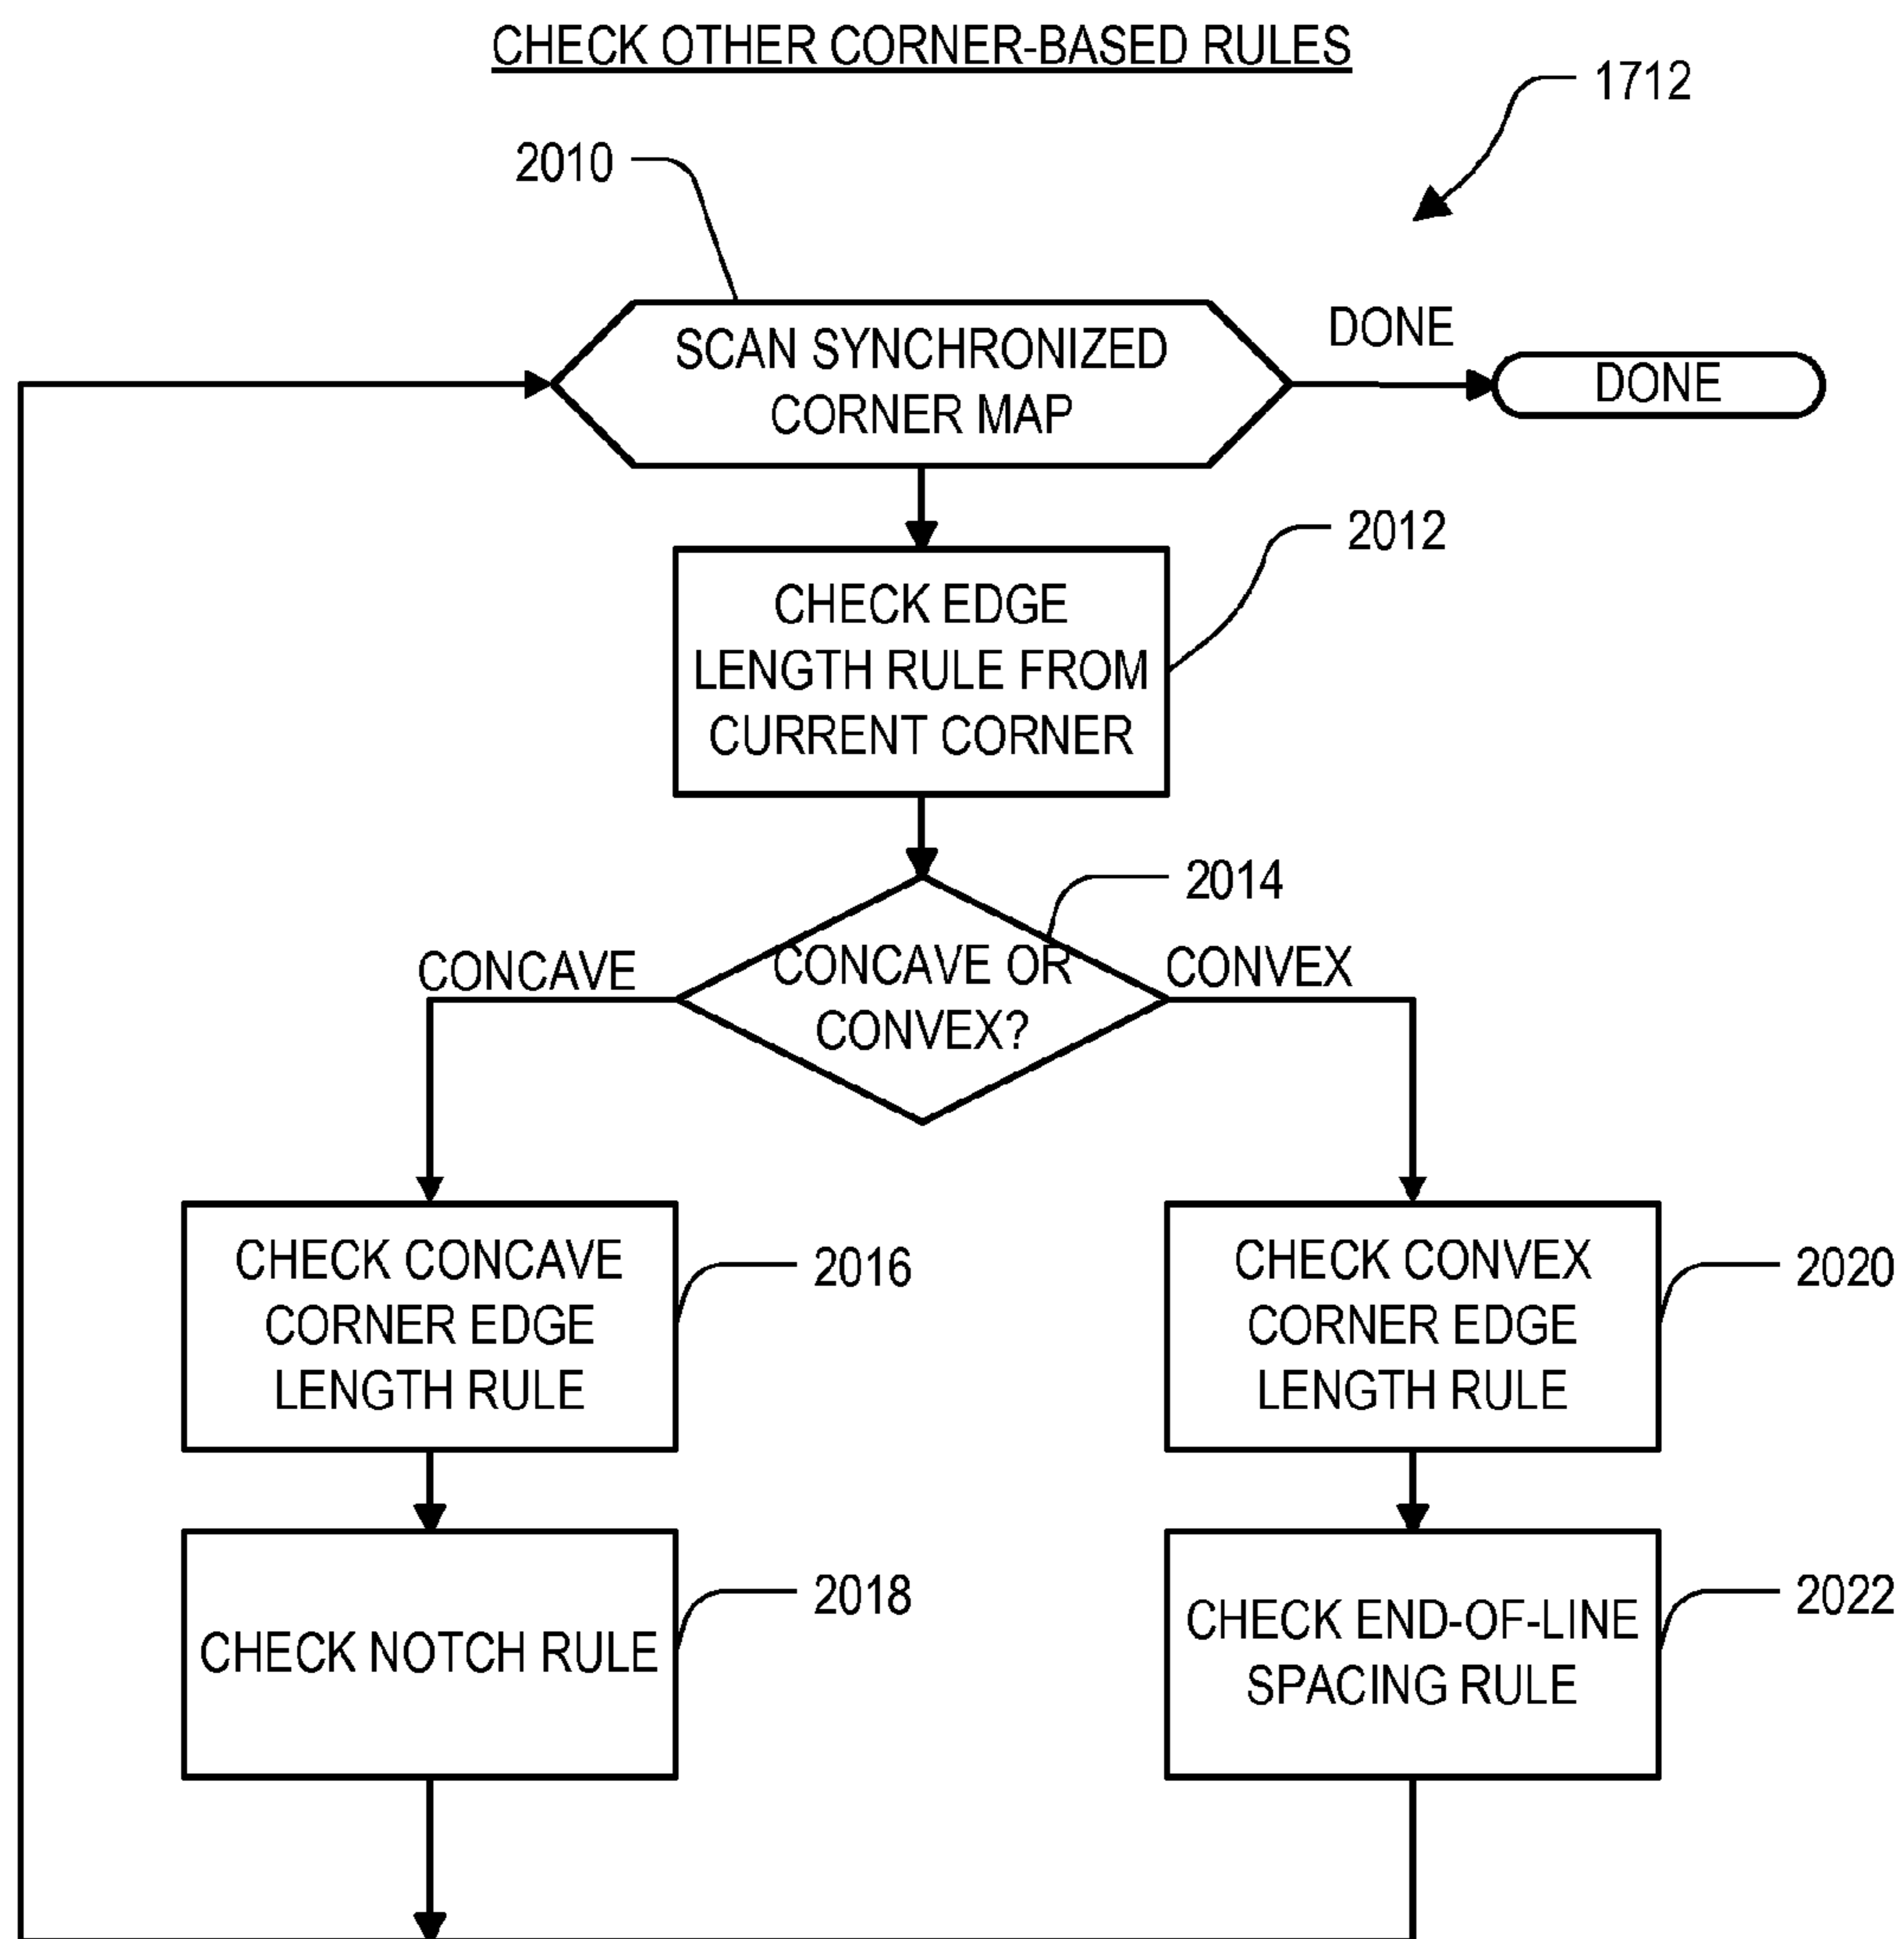 CHECK OTHER CORNER-BASED RULES
1712
2010
SCAN SYNCHRONIZED
CORNER MAP
DONE
DONE
2012
CHECK EDGE
LENGTH RULE FROM
CURRENT CORNER
2014
CONCAVE
CONCAVE OR
CONVEX?
CONVEX
CHECK CONCAVE
CORNER EDGE
LENGTH RULE
2016
CHECK CONVEX
CORNER EDGE
LENGTH RULE
2020
CHECK NOTCH RULE
2018
CHECK END-OF-LINE
SPACING RULE
2022